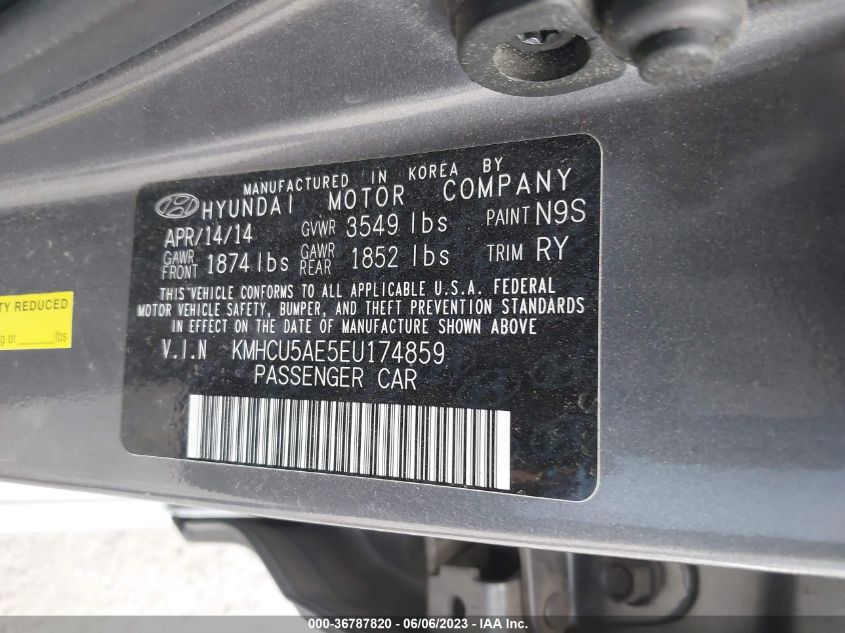 MANUFACTURED IN KOREA BY
HYUNDAI MOTOR COMPANY
APR/14/14 GVWR 3549 lbs PAINT N9S
GAWR FRONT 1874 lbs GAWR REAR 1852 lbs TRIM RY
THIS VEHICLE CONFORMS TO ALL APPLICABLE U.S.A. FEDERAL
MOTOR VEHICLE SAFETY, BUMPER, AND THEFT PREVENTION STANDARDS
IN EFFECT ON THE DATE OF MANUFACTURE SHOWN ABOVE
V.I.N KMHCU5AE5EU174859
PASSENGER CAR
REDUCED
or ______lbs
000-36787820 - 06/06/2023 - IAA Inc.